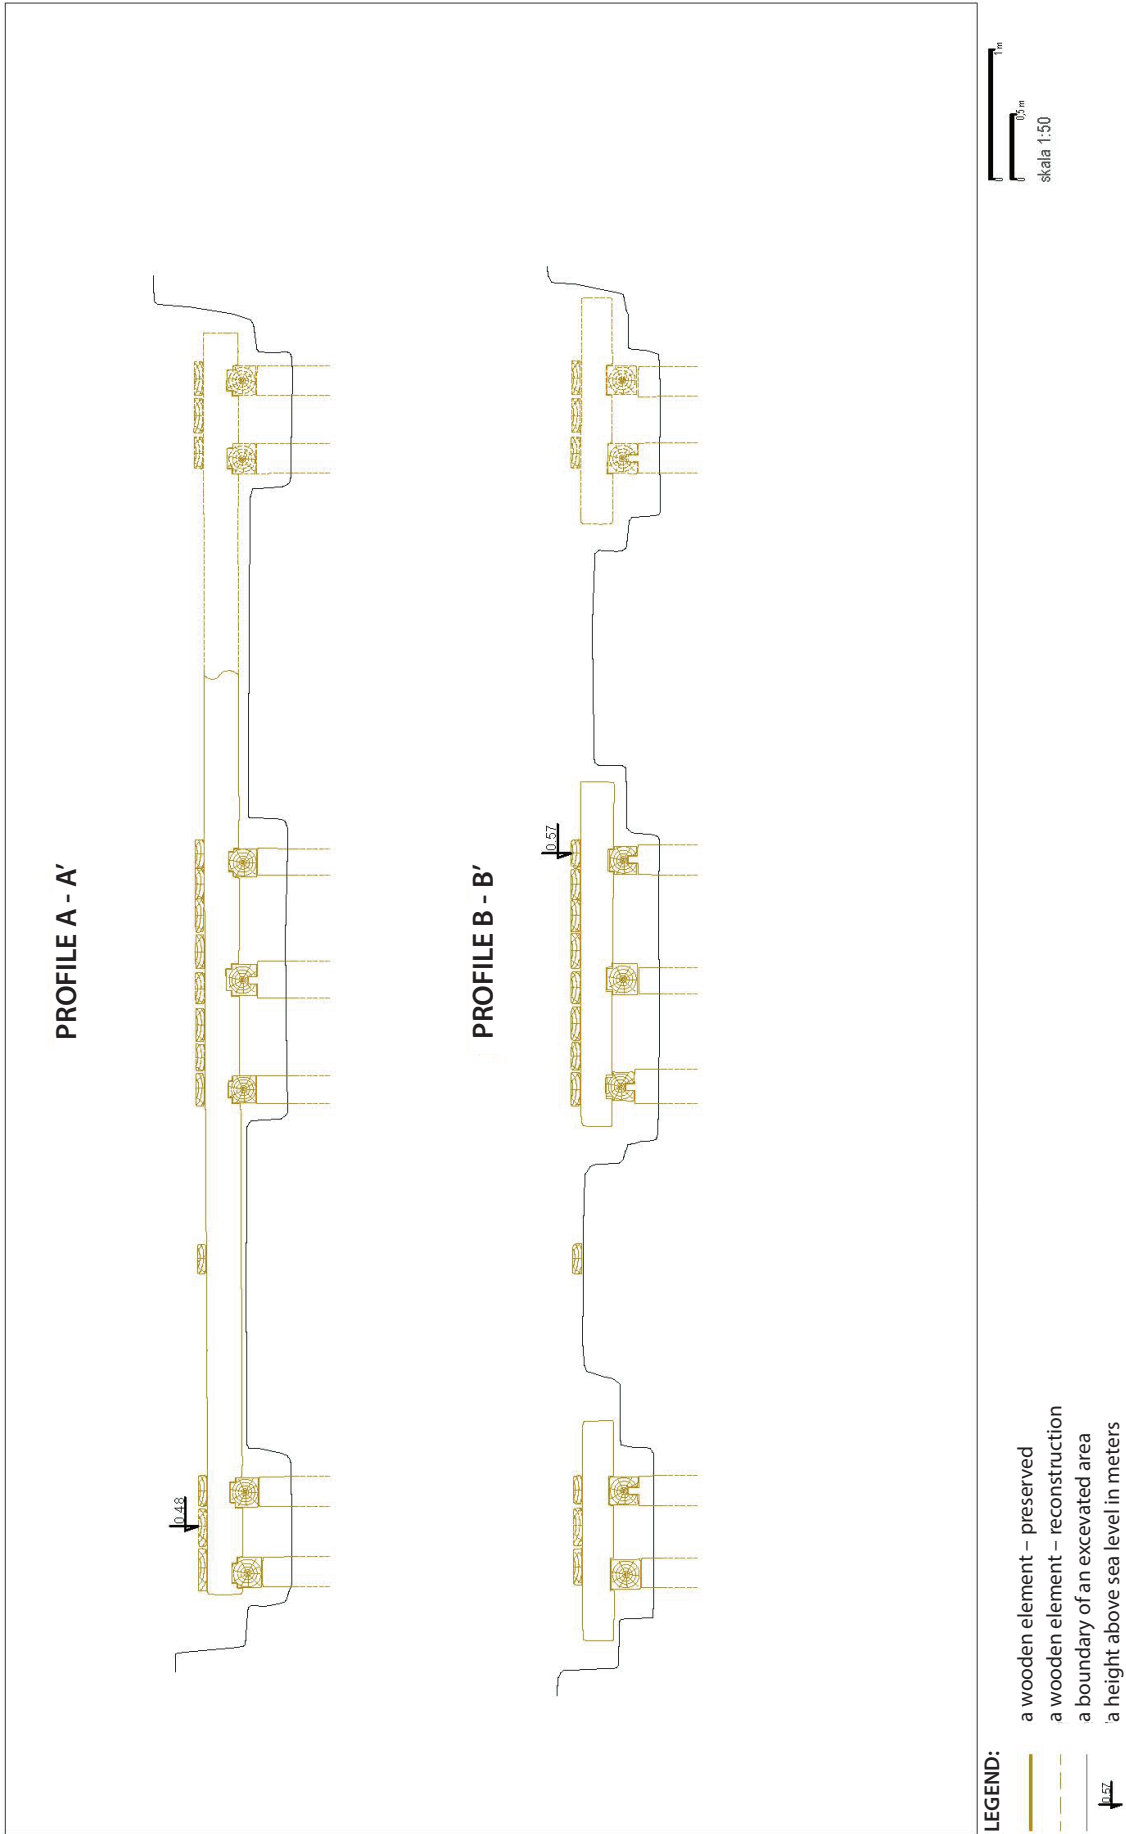 PROFILE A - A'
0.48
PROFILE B - B'
0.57
0
1 m
0
0,5 m
skala 1:50
LEGEND:
a wooden element – preserved
a wooden element – reconstruction
a boundary of an excevated area
0.57
a height above sea level in meters